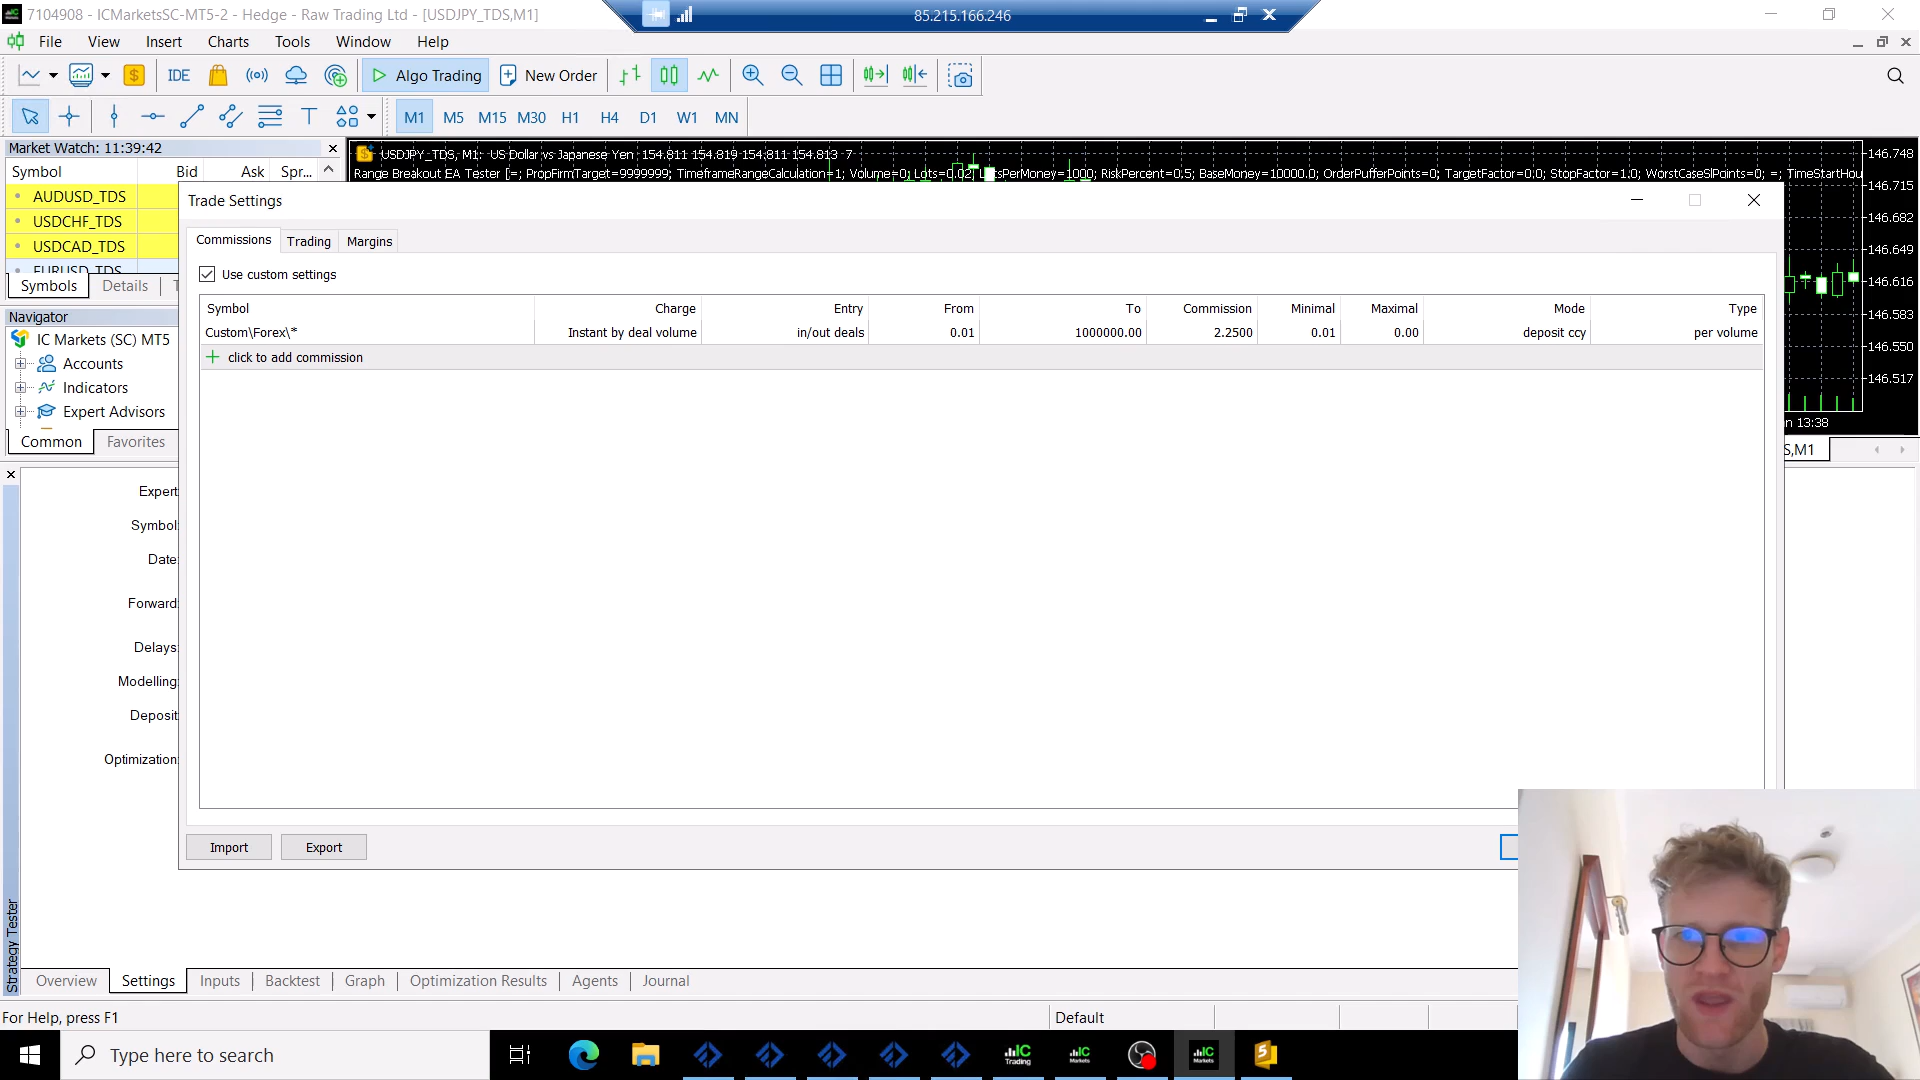 7104908 - ICMarketsSC-MT5-2 - Hedge - Raw Trading Ltd - [USDJPY_TDS,M1]
85.215.166.246
File View Insert Charts Tools Window Help
IDE Algo Trading New Order
M1 M5 M15 M30 H1 H4 D1 W1 MN
Market Watch: 11:39:42
Symbol Bid Ask Spr...
AUDUSD_TDS
USDCHF_TDS
USDCAD_TDS
EURUSD_TDS
Symbols Details
USDJPY_TDS, M1: US Dollar vs Japanese Yen 154.811 154.819 154.811 154.813 7
Range Breakout EA Tester [=; PropFirmTarget=9999999; TimeframeRangeCalculation=1; Volume=0; Lots=0.02; LotsPerMoney=1000; RiskPercent=0.5; BaseMoney=10000.0; OrderPufferPoints=0; TargetFactor=0.0; StopFactor=1.0; WorstCaseSlPoints=0; =; TimeStartHou
146.748
146.715
146.682
146.649
146.616
146.583
146.550
146.517
n 13:38
S,M1
Navigator
IC Markets (SC) MT5
Accounts
Indicators
Expert Advisors
Common Favorites
Trade Settings
Commissions Trading Margins
Use custom settings
Symbol Charge Entry From To Commission Minimal Maximal Mode Type
Custom\Forex\* Instant by deal volume in/out deals 0.01 1000000.00 2.2500 0.01 0.00 deposit ccy per volume
click to add commission
Import Export
Expert
Symbol:
Date:
Forward:
Delays:
Modelling:
Deposit:
Optimization:
Strategy Tester
Overview Settings Inputs Backtest Graph Optimization Results Agents Journal
For Help, press F1
Default
Type here to search